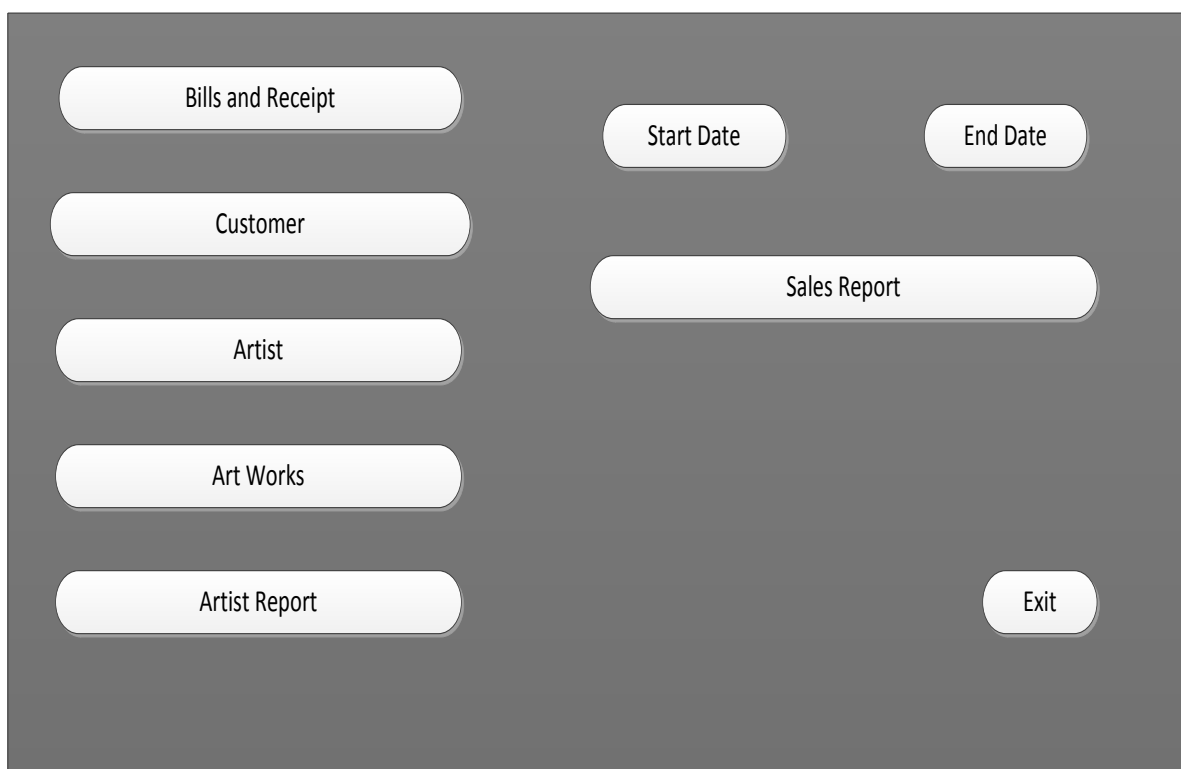 Bills and Receipt
Customer
Artist
Art Works
Artist Report
Start Date
End Date
Sales Report
Exit